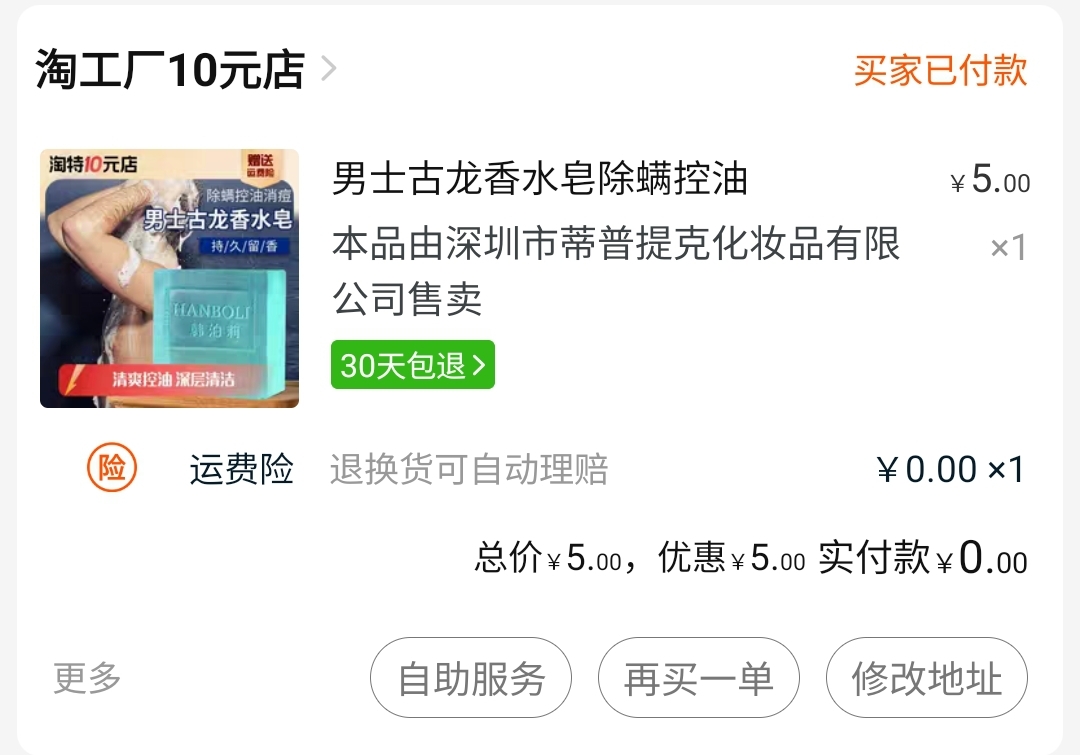 淘工厂10元店
买家已付款
淘特10元店
赠送
运费险
除螨控油消痘
男士古龙香水皂
持/久/留/香
HANBOLI
韩泊莉
清爽控油 深层清洁
男士古龙香水皂除螨控油
¥5.00
本品由深圳市蒂普提克化妆品有限
×1
公司售卖
30天包退
险 运费险 退换货可自动理赔 ¥0.00 ×1
总价¥5.00，优惠¥5.00 实付款¥0.00
更多 自助服务 再买一单 修改地址